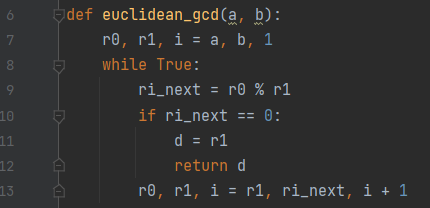 6 def euclidean_gcd(a, b):
7     r0, r1, i = a, b, 1
8     while True:
9         ri_next = r0 % r1
10         if ri_next == 0:
11             d = r1
12             return d
13         r0, r1, i = r1, ri_next, i + 1